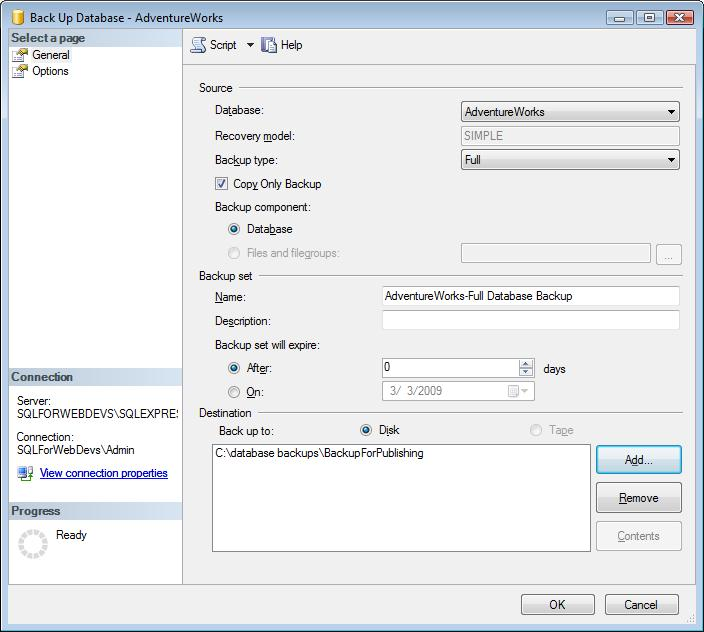 Back Up Database - AdventureWorks
Select a page
General
Options
Script Help
Source
Database: AdventureWorks
Recovery model: SIMPLE
Backup type: Full
Copy Only Backup
Backup component:
Database
Files and filegroups: ...
Backup set
Name: AdventureWorks-Full Database Backup
Description:
Backup set will expire:
After: 0 days
On: 3/ 3/2009
Destination
Back up to: Disk Tape
C:\database backups\BackupForPublishing
Add...
Remove
Contents
Connection
Server:
SQLFORWEBDEVS\SQLEXPRES
Connection:
SQLForWebDevs\Admin
View connection properties
Progress
Ready
OK Cancel